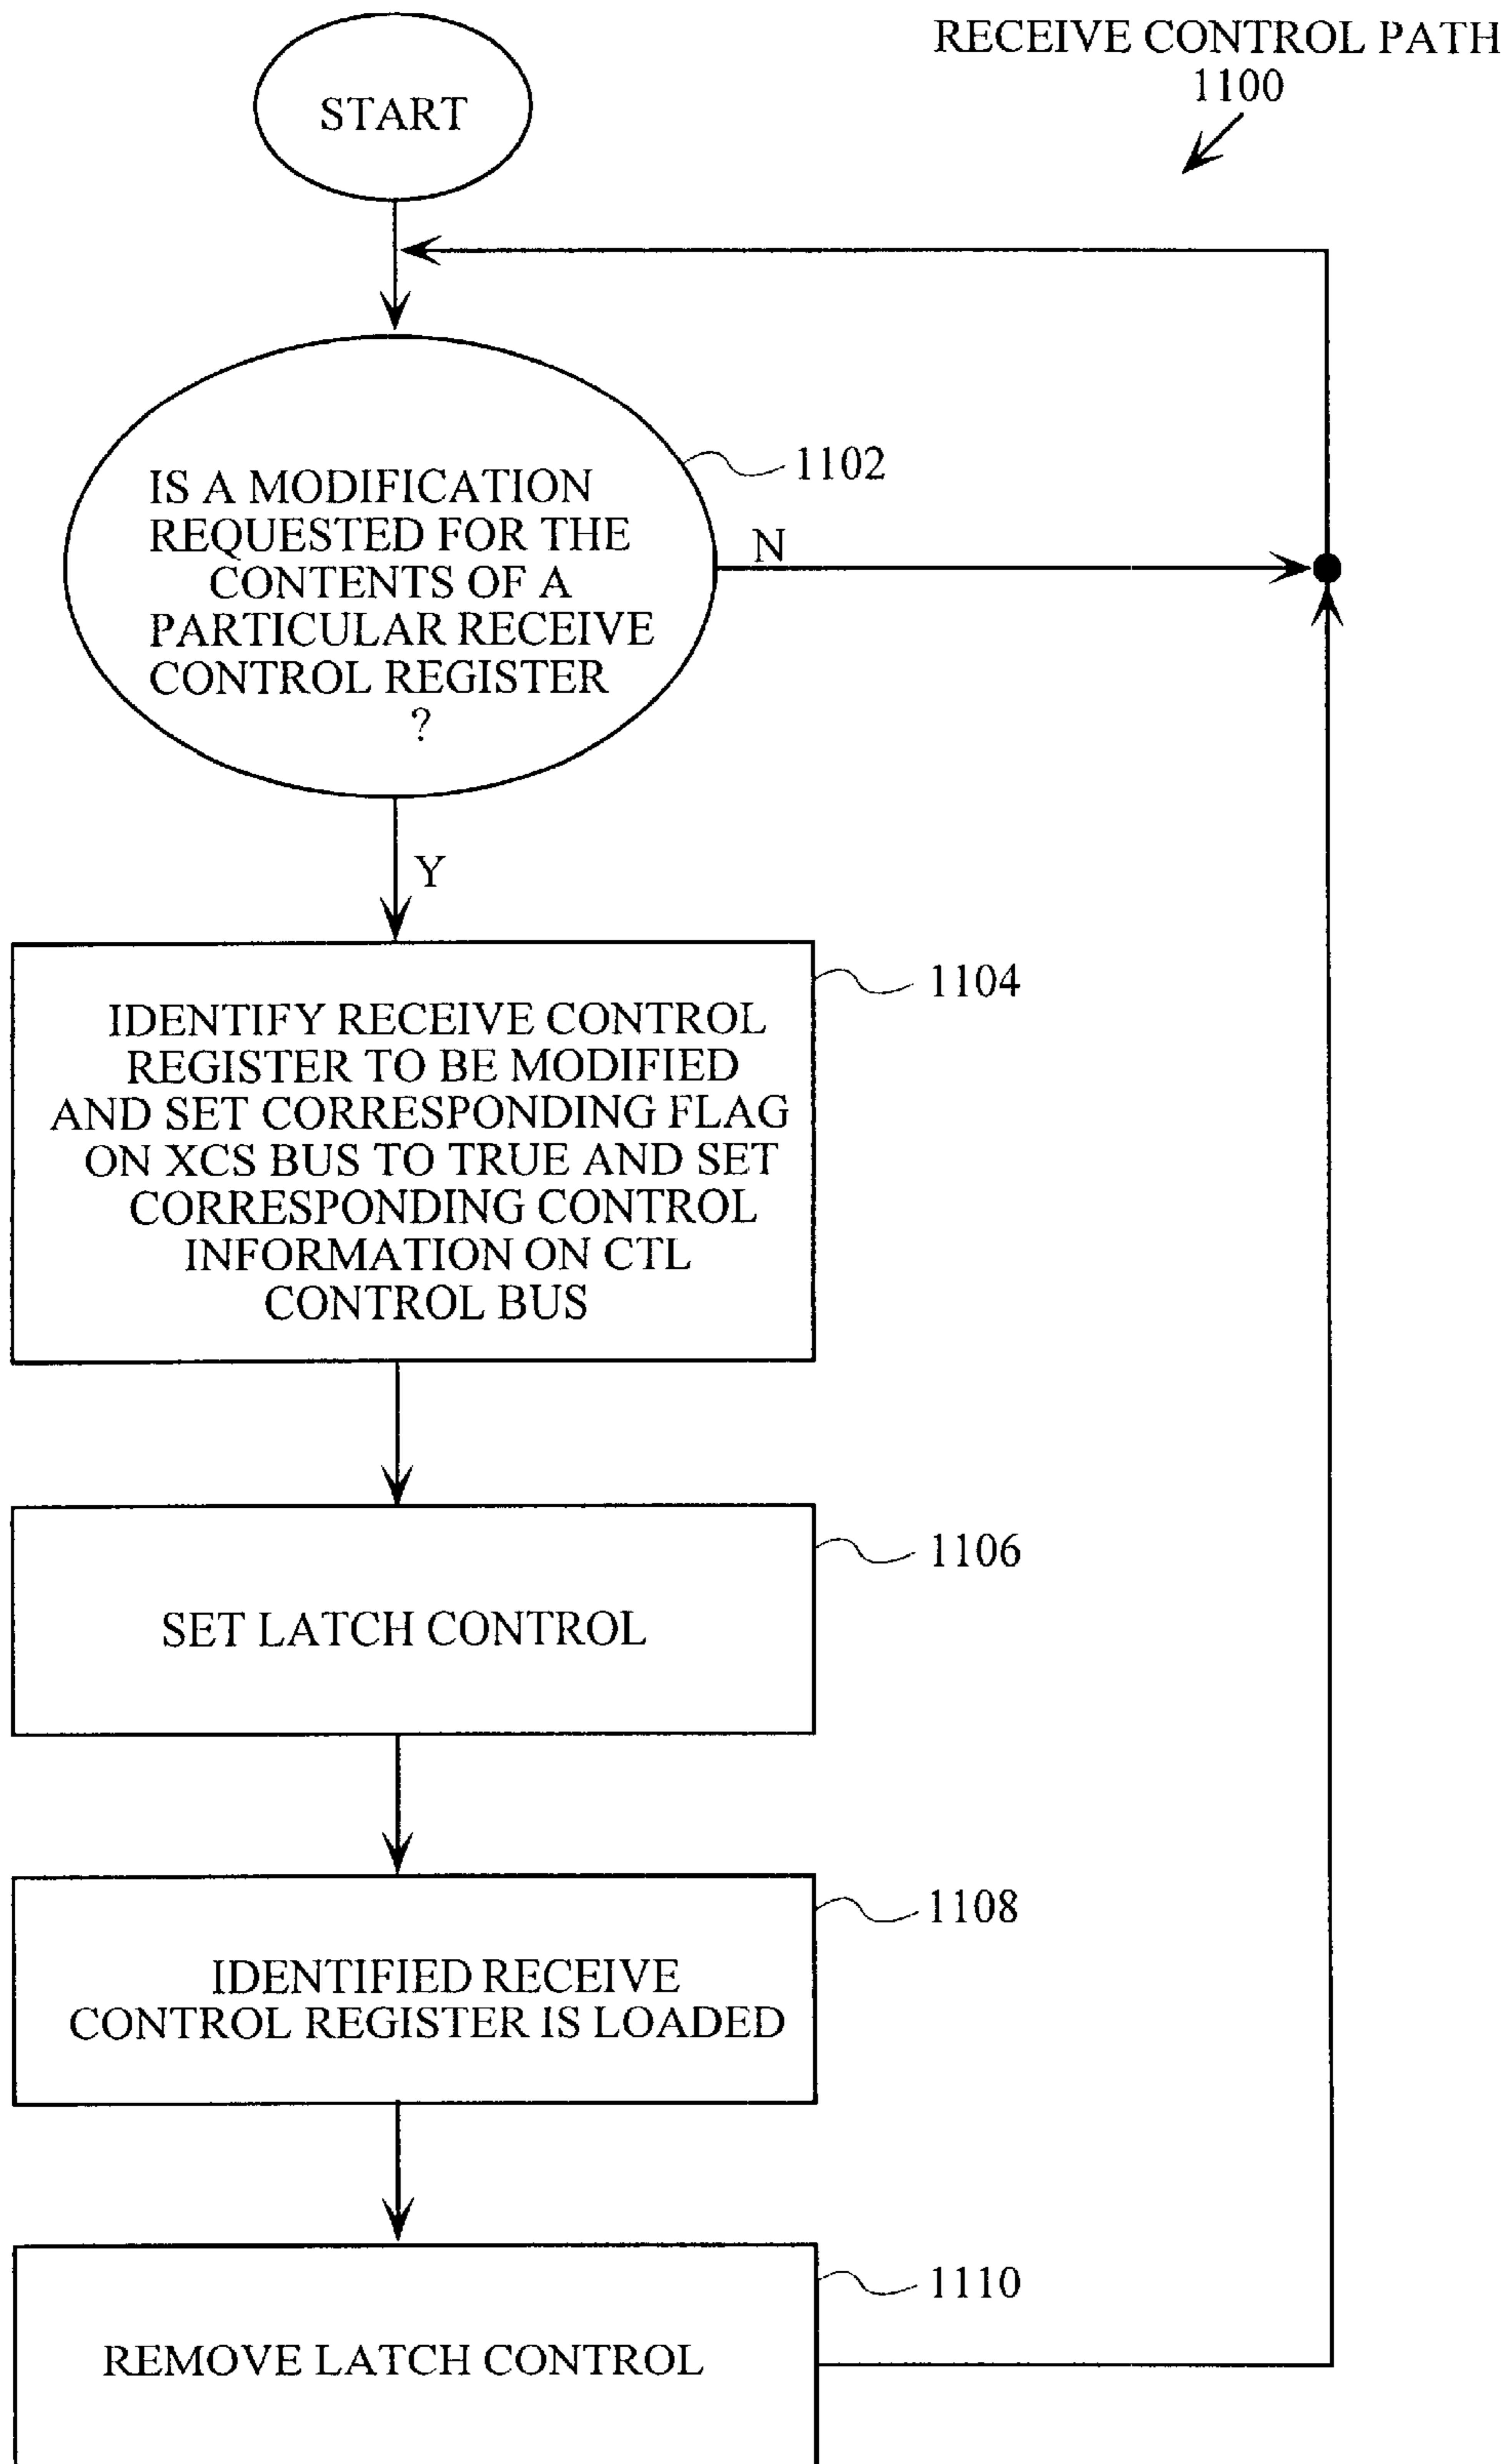 RECEIVE CONTROL PATH
1100
START
IS A MODIFICATION
REQUESTED FOR THE
CONTENTS OF A
PARTICULAR RECEIVE
CONTROL REGISTER
?
1102
N
Y
1104
IDENTIFY RECEIVE CONTROL
REGISTER TO BE MODIFIED
AND SET CORRESPONDING FLAG
ON XCS BUS TO TRUE AND SET
CORRESPONDING CONTROL
INFORMATION ON CTL
CONTROL BUS
1106
SET LATCH CONTROL
1108
IDENTIFIED RECEIVE
CONTROL REGISTER IS LOADED
1110
REMOVE LATCH CONTROL